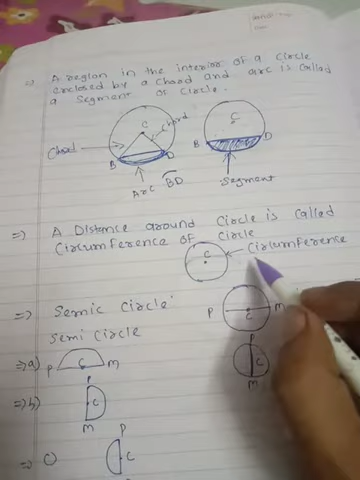 =) A region in the interior of a Circle
enclosed by a Chord and arc is called
a segment of Circle.
C
Chord
Chord
B D
Arc BD
C
B D
Segment
=) A Distance around Circle is called
Circumference of Circle
C
Circumference
=) Semic Circle
Semi Circle
P C M
=) a) P C M
P
C
M
=) b) P
C
M
=) c) P
C